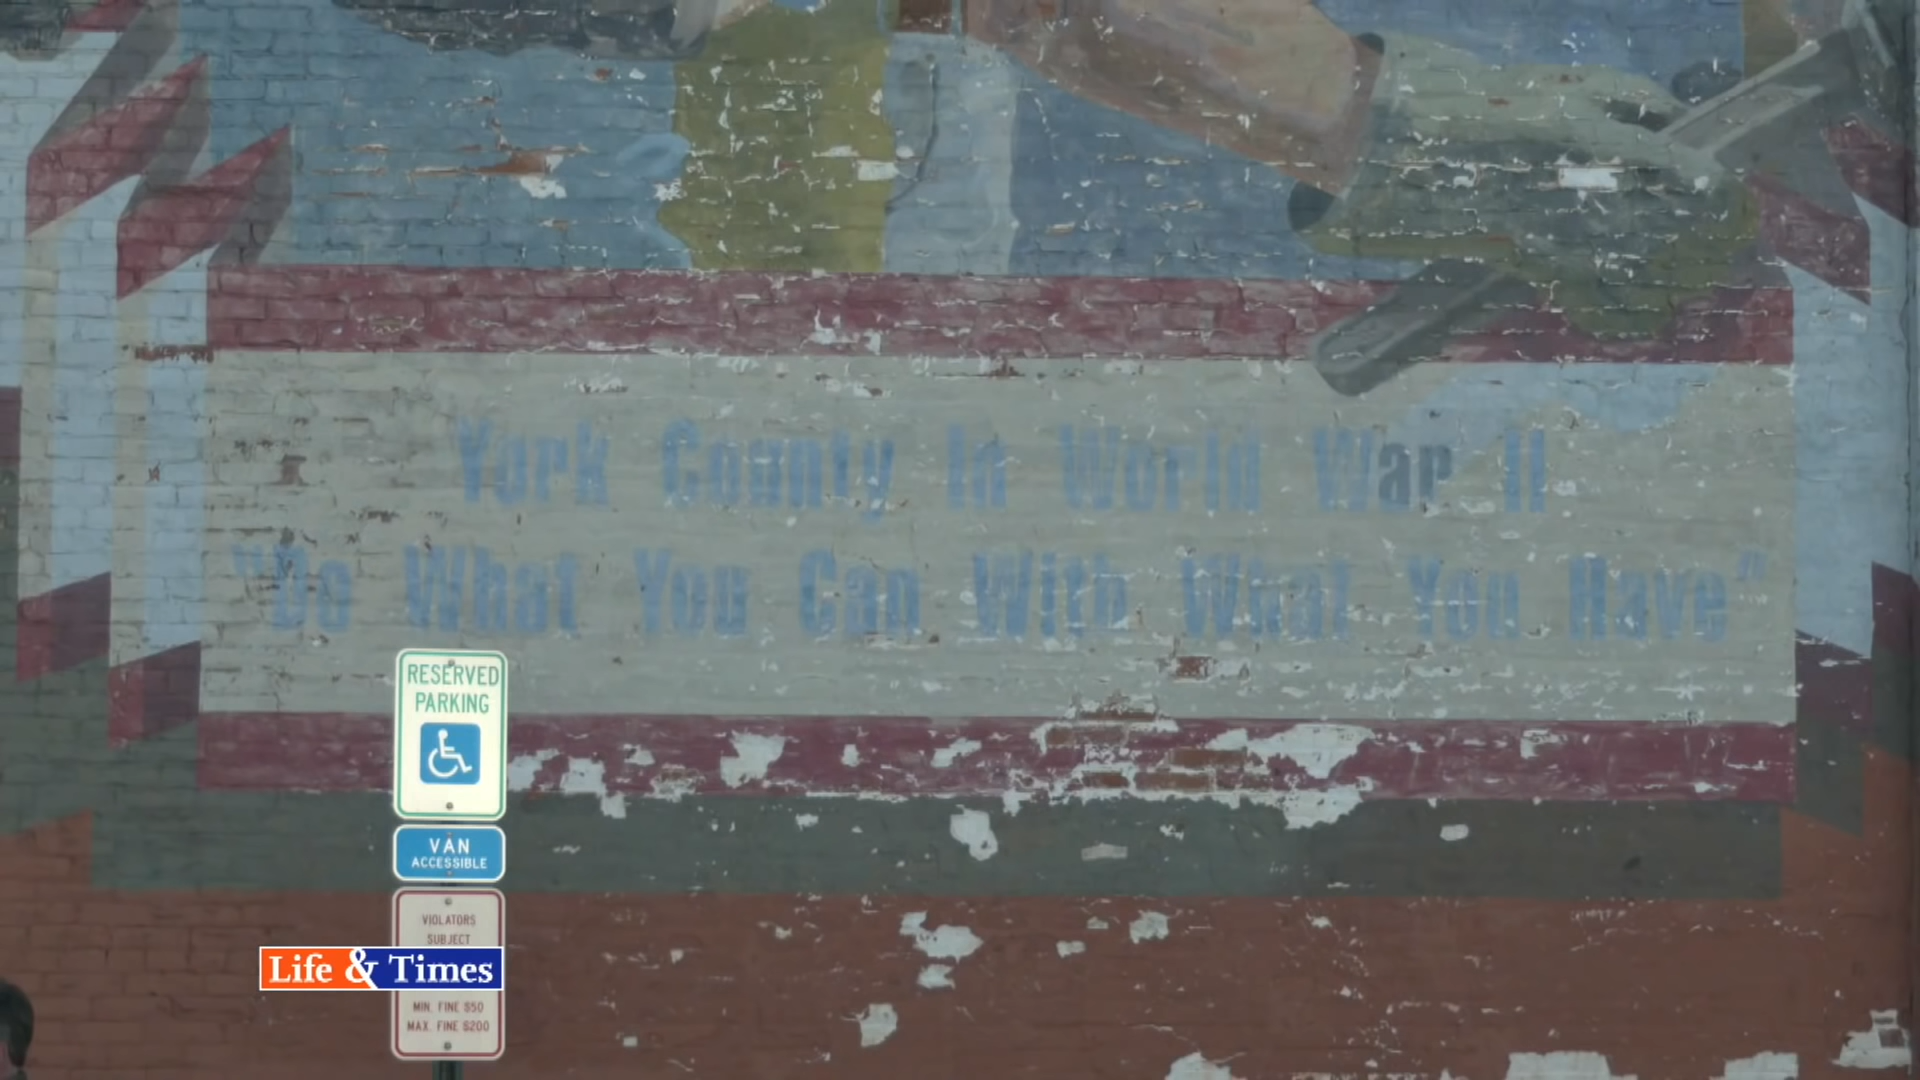 York County In World War II
"Do What You Can With What You Have"
RESERVED
PARKING
VAN
ACCESSIBLE
VIOLATORS
SUBJECT
Life & Times
MIN. FINE $50
MAX. FINE $200